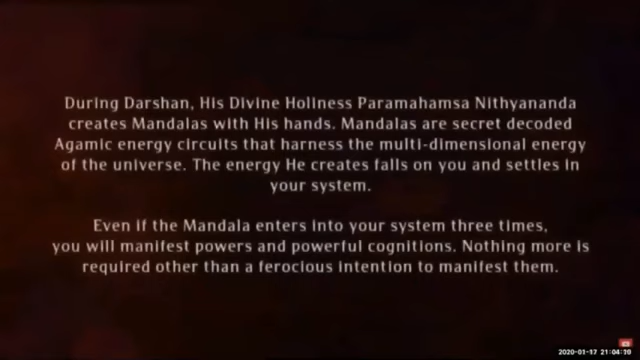 During Darshan, His Divine Holiness Paramahamsa Nithyananda
creates Mandalas with His hands. Mandalas are secret decoded
Agamic energy circuits that harness the multi-dimensional energy
of the universe. The energy He creates falls on you and settles in
your system.
Even if the Mandala enters into your system three times,
you will manifest powers and powerful cognitions. Nothing more is
required other than a ferocious intention to manifest them.
2020-01-17 21:04:10